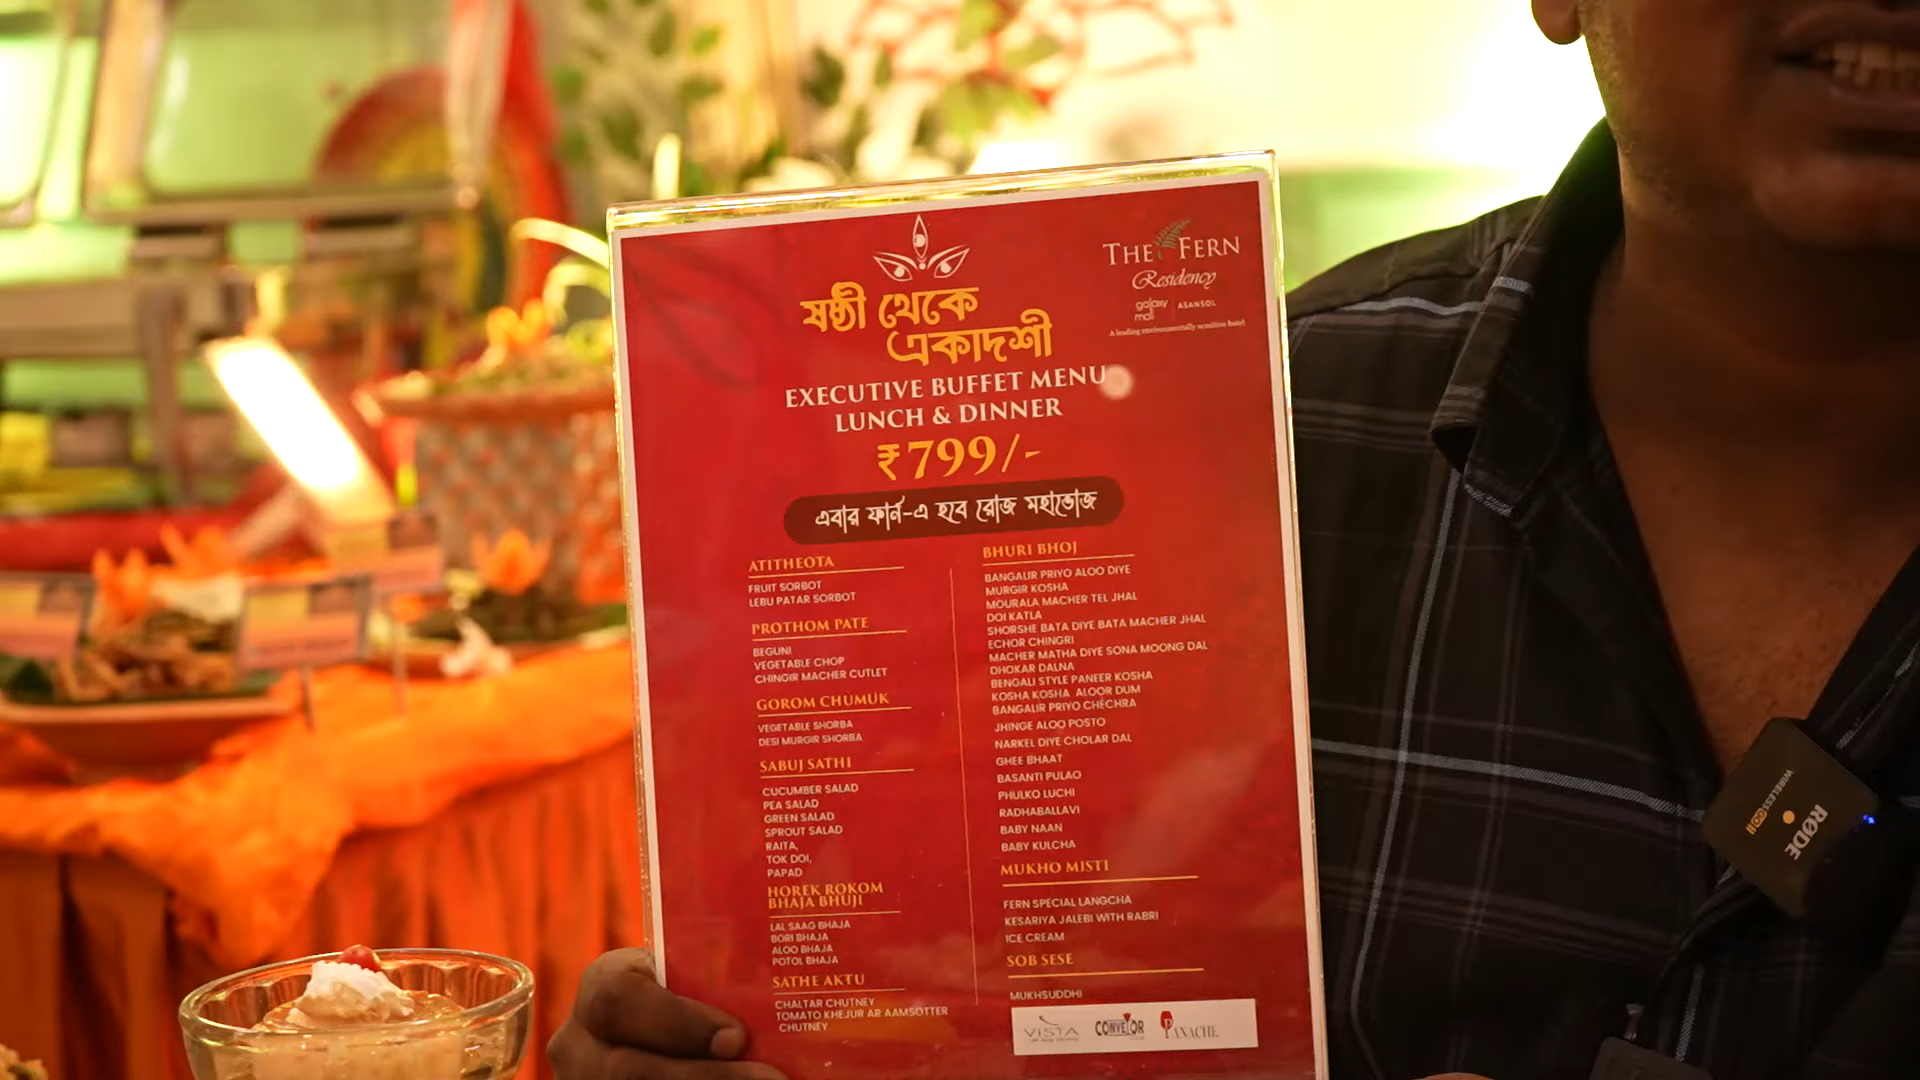 THE FERN
Residency
galaxy mall
ASANSOL
A leading environmentally sensitive hotel
ষষ্ঠী থেকে
একাদশী
EXECUTIVE BUFFET MENU
LUNCH & DINNER
₹799/-
এবার ফার্ন-এ হবে রোজ মহাভোজ
ATITHEOTA
FRUIT SORBOT
LEBU PATAR SORBOT
PROTHOM PATE
BEGUNI
VEGETABLE CHOP
CHINGIR MACHER CUTLET
GOROM CHUMUK
VEGETABLE SHORBA
DESI MURGIR SHORBA
SABUJ SATHI
CUCUMBER SALAD
PEA SALAD
GREEN SALAD
SPROUT SALAD
RAITA,
TOK DOI,
PAPAD
HOREK ROKOM
BHAJA BHUJI
LAL SAAG BHAJA
BORI BHAJA
ALOO BHAJA
POTOL BHAJA
SATHE AKTU
CHALTAR CHUTNEY
TOMATO KHEJUR AR AAMSOTTER
CHUTNEY
BHURI BHOJ
BANGALIR PRIYO ALOO DIYE
MURGIR KOSHA
MOURALA MACHER TEL JHAL
DOI KATLA
SHORSHE BATA DIYE BATA MACHER JHAL
ECHOR CHINGRI
MACHER MATHA DIYE SONA MOONG DAL
DHOKAR DALNA
BENGALI STYLE PANEER KOSHA
KOSHA KOSHA ALOOR DUM
BANGALIR PRIYO CHECHRA
JHINGE ALOO POSTO
NARKEL DIYE CHOLAR DAL
GHEE BHAAT
BASANTI PULAO
PHULKO LUCHI
RADHABALLAVI
BABY NAAN
BABY KULCHA
MUKHO MISTI
FERN SPECIAL LANGCHA
KESARIYA JALEBI WITH RABRI
ICE CREAM
SOB SESE
MUKHSUDDHI
VISTA
CONVEYOR
PANACHE
RØDE
WIRELESS GO II